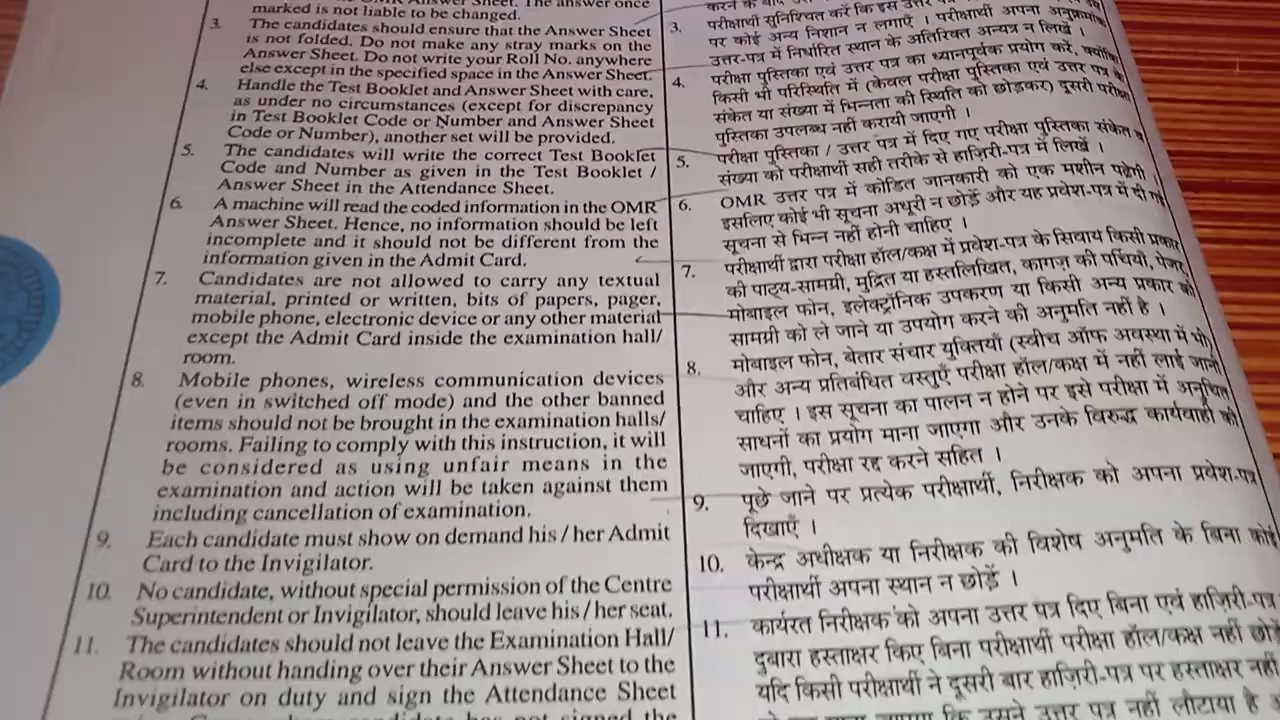 Answer Sheet. The answer once
marked is not liable to be changed.
3. The candidates should ensure that the Answer Sheet
is not folded. Do not make any stray marks on the
Answer Sheet. Do not write your Roll No. anywhere
else except in the specified space in the Answer Sheet.
4. Handle the Test Booklet and Answer Sheet with care,
as under no circumstances (except for discrepancy
in Test Booklet Code or Number and Answer Sheet
Code or Number), another set will be provided.
5. The candidates will write the correct Test Booklet
Code and Number as given in the Test Booklet /
Answer Sheet in the Attendance Sheet.
6. A machine will read the coded information in the OMR
Answer Sheet. Hence, no information should be left
incomplete and it should not be different from the
information given in the Admit Card.
7. Candidates are not allowed to carry any textual
material, printed or written, bits of papers, pager,
mobile phone, electronic device or any other material
except the Admit Card inside the examination hall/
room.
8. Mobile phones, wireless communication devices
(even in switched off mode) and the other banned
items should not be brought in the examination halls/
rooms. Failing to comply with this instruction, it will
be considered as using unfair means in the
examination and action will be taken against them
including cancellation of examination.
9. Each candidate must show on demand his / her Admit
Card to the Invigilator.
10. No candidate, without special permission of the Centre
Superintendent or Invigilator, should leave his / her seat.
11. The candidates should not leave the Examination Hall/
Room without handing over their Answer Sheet to the
Invigilator on duty and sign the Attendance Sheet
3. परीक्षार्थी सुनिश्चित करें कि इस उत्तर
पर कोई अन्य निशान न लगाएँ । परीक्षार्थी अपना अनुक्रमांक
उत्तर-पत्र में निर्धारित स्थान के अतिरिक्त अन्यत्र न लिखें ।
4. परीक्षा पुस्तिका एवं उत्तर पत्र का ध्यानपूर्वक प्रयोग करें, क्योंकि
किसी भी परिस्थिति में (केवल परीक्षा पुस्तिका एवं उत्तर पत्र के
संकेत या संख्या में भिन्नता की स्थिति को छोड़कर) दूसरी परीक्षा
पुस्तिका उपलब्ध नहीं करायी जाएगी ।
5. परीक्षा पुस्तिका / उत्तर पत्र में दिए गए परीक्षा पुस्तिका संकेत व
संख्या को परीक्षार्थी सही तरीके से हाज़िरी-पत्र में लिखें ।
6. OMR उत्तर पत्र में कोडित जानकारी को एक मशीन पढ़ेगी ।
इसलिए कोई भी सूचना अधूरी न छोड़ें और यह प्रवेश-पत्र में दी गई
सूचना से भिन्न नहीं होनी चाहिए ।
7. परीक्षार्थी द्वारा परीक्षा हॉल/कक्ष में प्रवेश-पत्र के सिवाय किसी प्रकार
की पाठ्य-सामग्री, मुद्रित या हस्तलिखित, कागज़ की पर्चियाँ, पेजर,
मोबाइल फोन, इलेक्ट्रॉनिक उपकरण या किसी अन्य प्रकार की
सामग्री को ले जाने या उपयोग करने की अनुमति नहीं है ।
8. मोबाइल फोन, बेतार संचार युक्तियाँ (स्वीच ऑफ अवस्था में भी)
और अन्य प्रतिबंधित वस्तुएँ परीक्षा हॉल/कक्ष में नहीं लाई जानी
चाहिए । इस सूचना का पालन न होने पर इसे परीक्षा में अनुचित
साधनों का प्रयोग माना जाएगा और उनके विरुद्ध कार्यवाही की
जाएगी, परीक्षा रद्द करने सहित ।
9. पूछे जाने पर प्रत्येक परीक्षार्थी, निरीक्षक को अपना प्रवेश-पत्र
दिखाएँ ।
10. केन्द्र अधीक्षक या निरीक्षक की विशेष अनुमति के बिना कोई
परीक्षार्थी अपना स्थान न छोड़ें ।
11. कार्यरत निरीक्षक को अपना उत्तर पत्र दिए बिना एवं हाज़िरी-पत्र
दुबारा हस्ताक्षर किए बिना परीक्षार्थी परीक्षा हॉल/कक्ष नहीं छोड़ें
यदि किसी परीक्षार्थी ने दूसरी बार हाज़िरी-पत्र पर हस्ताक्षर नहीं
कि उसने उत्तर पत्र नहीं लौटाया है